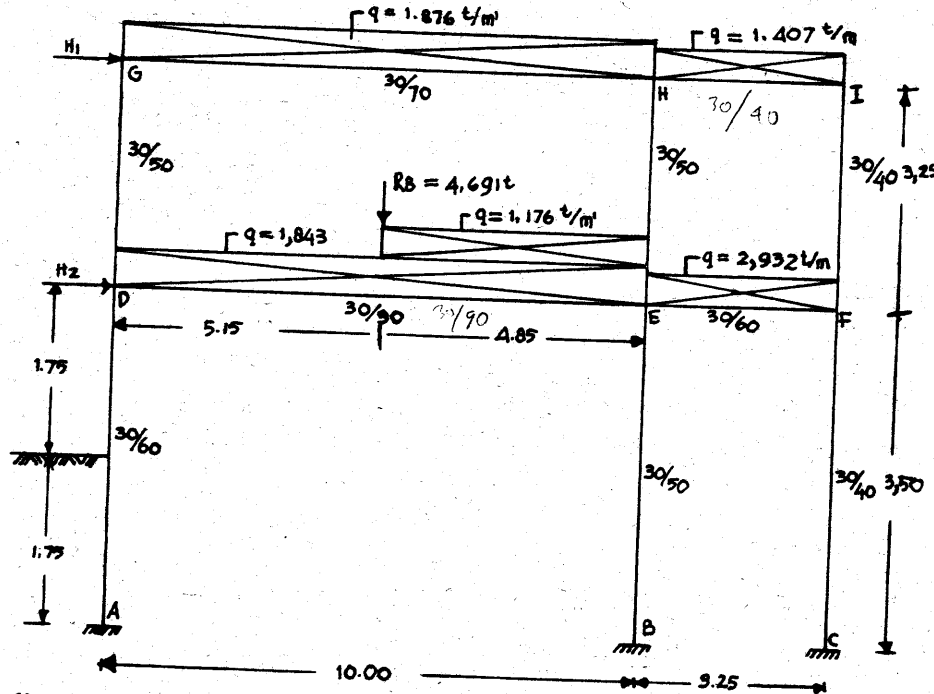 q = 1.876 t/m'
q = 1.407 t/m
H1
G
30/70
H
30/40
I
30/50
30/50
30/40
3,25
RB = 4,691t
q = 1,176 t/m'
q = 1,843
q = 2,932 t/m
H2
D
30/90
30/90
E
30/60
F
5.15
4.85
1.75
30/60
30/50
30/40
3,50
1.75
A
B
C
10.00
3.25